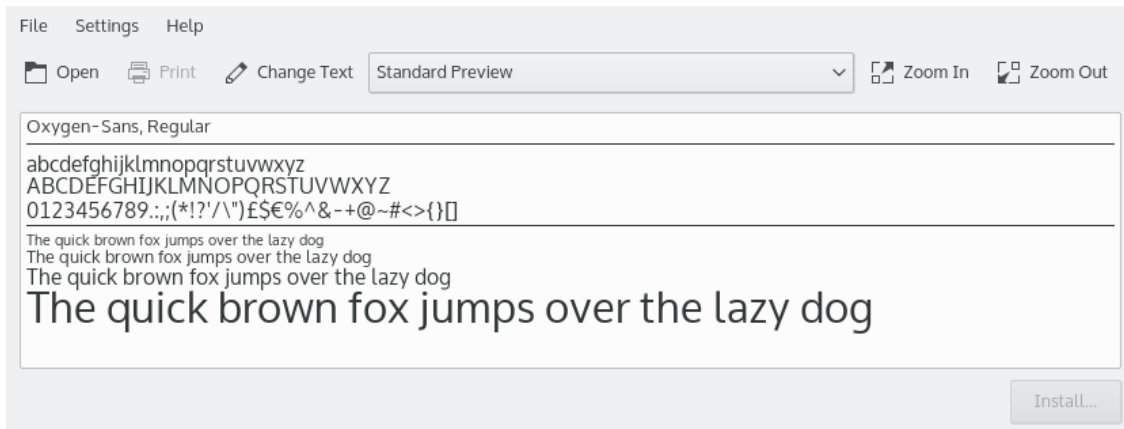 File Settings Help
Open Print Change Text Standard Preview Zoom In Zoom Out
Oxygen-Sans, Regular
abcdefghijklmnopqrstuvwxyz
ABCDEFGHIJKLMNOPQRSTUVWXYZ
0123456789.:,;(*!?'/\")£$€%^&-+@~#<>{}[]
The quick brown fox jumps over the lazy dog
The quick brown fox jumps over the lazy dog
The quick brown fox jumps over the lazy dog
The quick brown fox jumps over the lazy dog
Install...